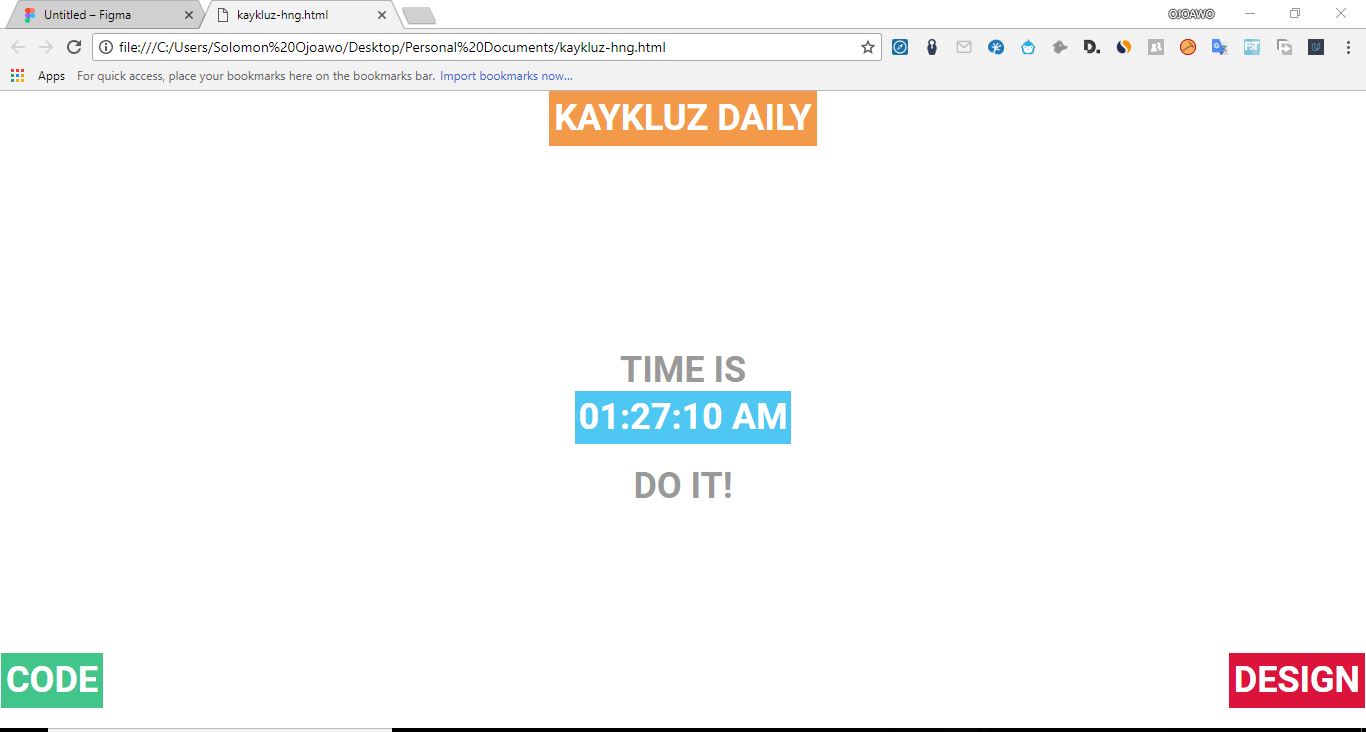 Untitled – Figma
kaykluz-hng.html
OJOAWO
file:///C:/Users/Solomon%20Ojoawo/Desktop/Personal%20Documents/kaykluz-hng.html
Apps For quick access, place your bookmarks here on the bookmarks bar. Import bookmarks now...
KAYKLUZ DAILY
TIME IS
01:27:10 AM
DO IT!
CODE
DESIGN